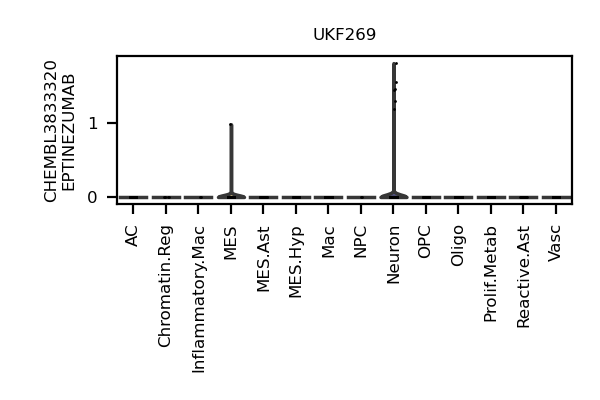 UKF269
CHEMBL3833320
EPTINEZUMAB
1
0
AC
Chromatin.Reg
Inflammatory.Mac
MES
MES.Ast
MES.Hyp
Mac
NPC
Neuron
OPC
Oligo
Prolif.Metab
Reactive.Ast
Vasc